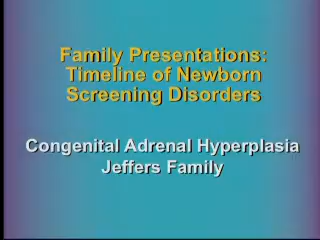 Family Presentations:
Timeline of Newborn
Screening Disorders
Congenital Adrenal Hyperplasia
Jeffers Family